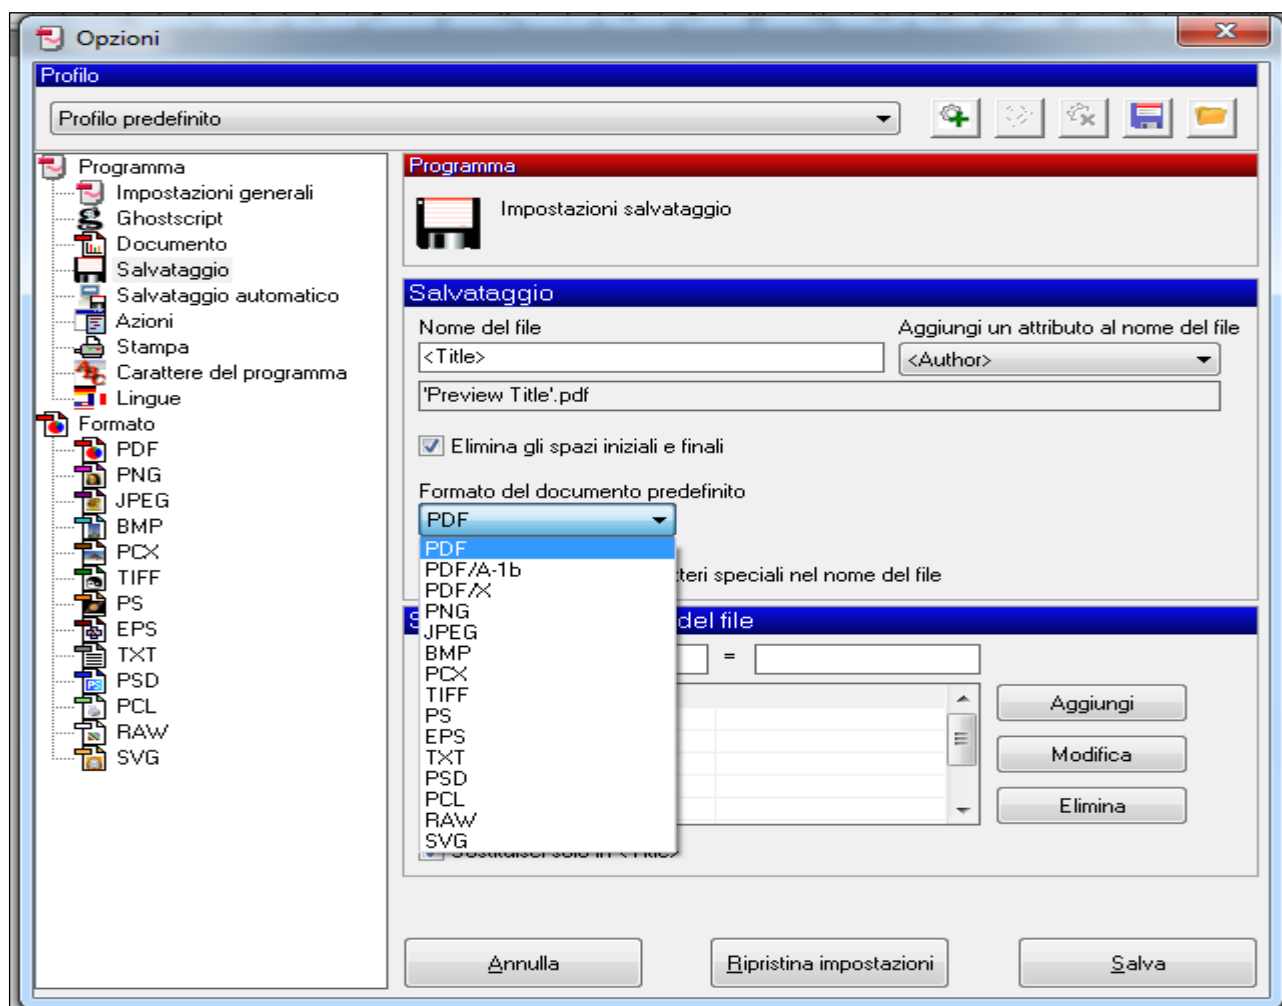 Opzioni
Profilo
Profilo predefinito
Programma
Impostazioni generali
Ghostscript
Documento
Salvataggio
Salvataggio automatico
Azioni
Stampa
Carattere del programma
Lingue
Formato
PDF
PNG
JPEG
BMP
PCX
TIFF
PS
EPS
TXT
PSD
PCL
RAW
SVG
Programma
Impostazioni salvataggio
Salvataggio
Nome del file
Aggiungi un attributo al nome del file
<Title>
<Author>
'Preview Title'.pdf
Elimina gli spazi iniziali e finali
Formato del documento predefinito
PDF
PDF
PDF/A-1b
PDF/X
PNG
JPEG
BMP
PCX
TIFF
PS
EPS
TXT
PSD
PCL
RAW
SVG
tteri speciali nel nome del file
S del file
=
Aggiungi
Modifica
Elimina
Annulla
Ripristina impostazioni
Salva